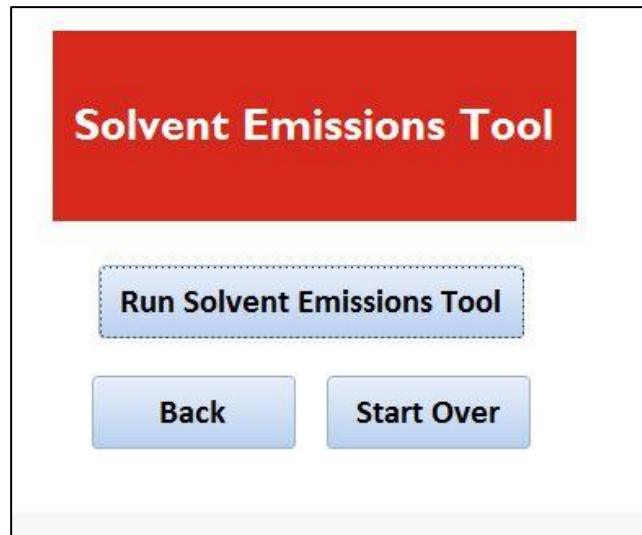 Solvent Emissions Tool
Run Solvent Emissions Tool
Back
Start Over